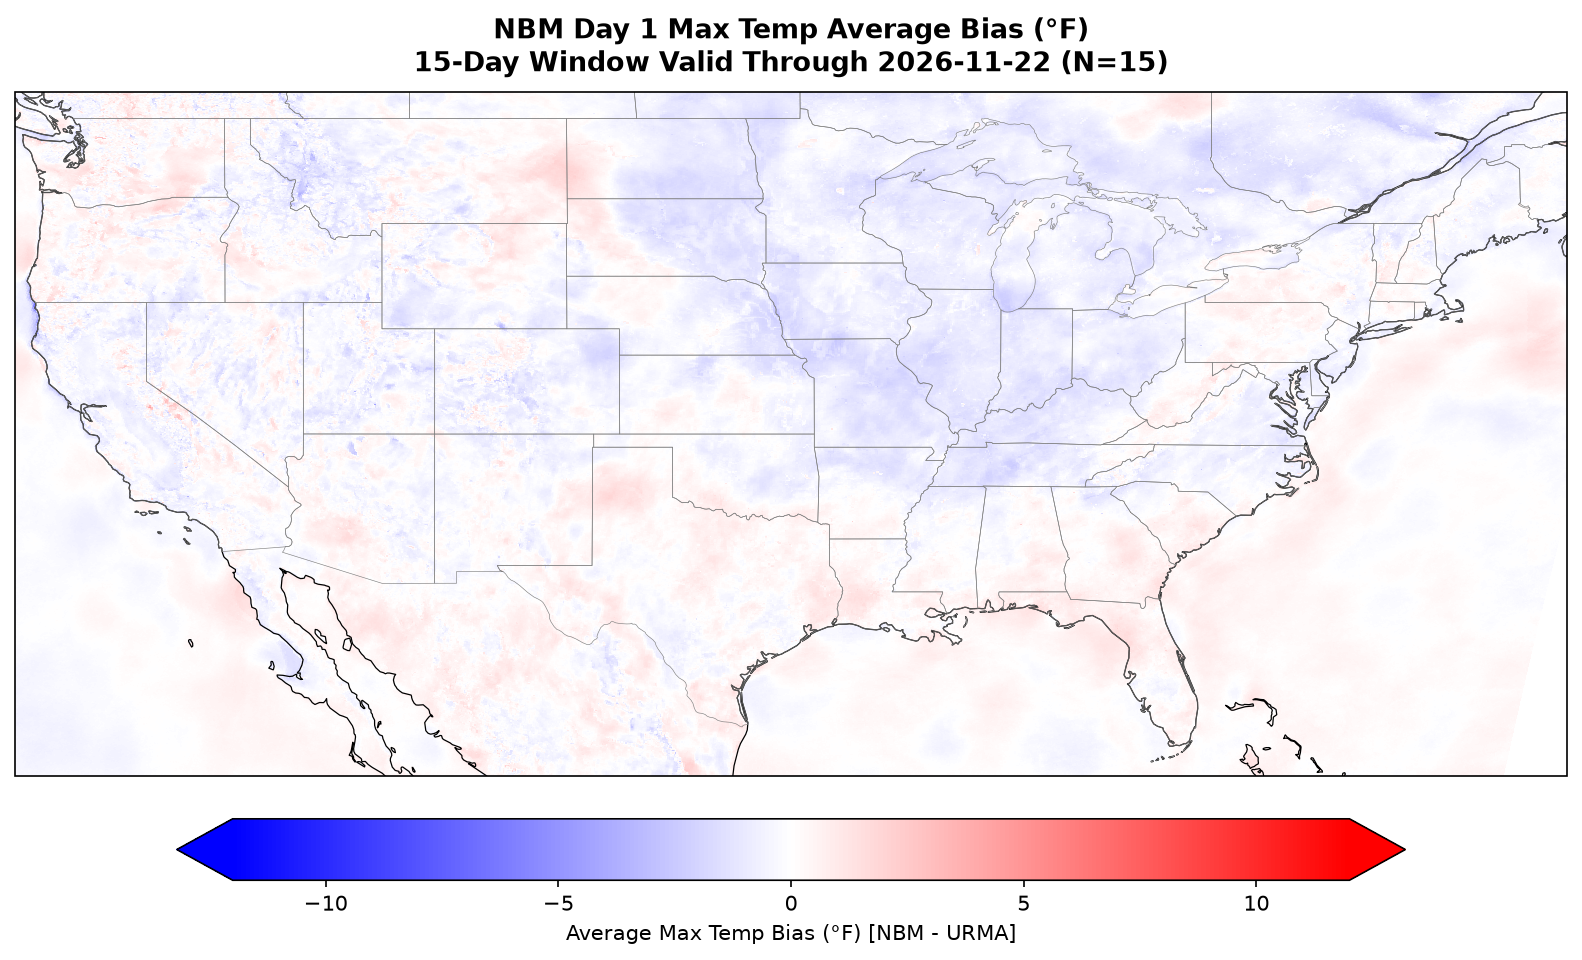 NBM Day 1 Max Temp Average Bias (°F)
15-Day Window Valid Through 2026-11-22 (N=15)
−10 −5 0 5 10
Average Max Temp Bias (°F) [NBM - URMA]